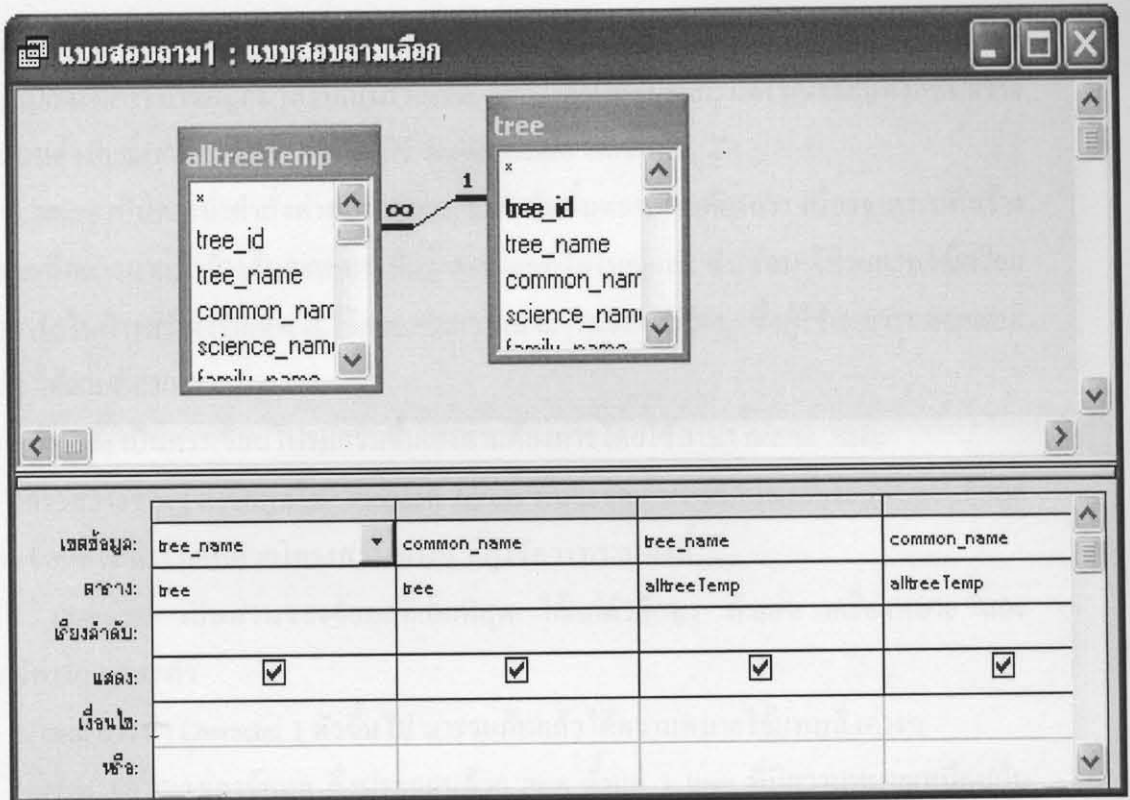 แบบสอบถาม1 : แบบสอบถามเลือก
alltreeTemp
*
tree_id
tree_name
common_nam
science_nam
family_name
∞ 1
tree
*
tree_id
tree_name
common_nam
science_nam
family_name
เขตข้อมูล: tree_name common_name tree_name common_name
ตาราง: tree tree alltreeTemp alltreeTemp
เรียงลำดับ:
แสดง:
เงื่อนไข:
หรือ: